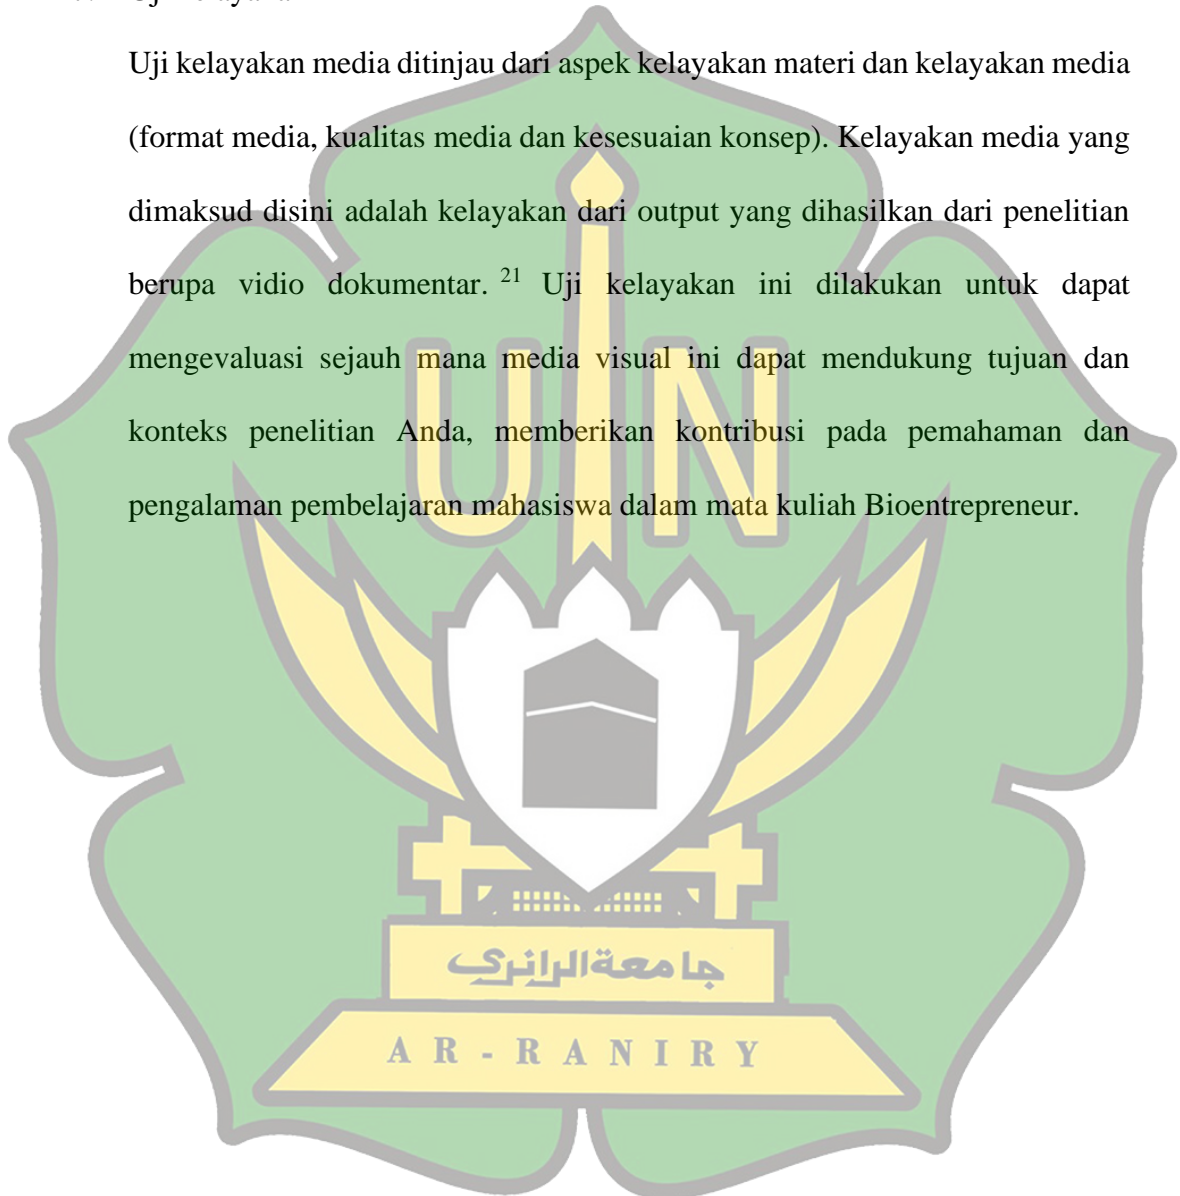 Uji kelayakan media ditinjau dari aspek kelayakan materi dan kelayakan media
(format media, kualitas media dan kesesuaian konsep). Kelayakan media yang
dimaksud disini adalah kelayakan dari output yang dihasilkan dari penelitian
berupa vidio dokumentar. 21 Uji kelayakan ini dilakukan untuk dapat
mengevaluasi sejauh mana media visual ini dapat mendukung tujuan dan
konteks penelitian Anda, memberikan kontribusi pada pemahaman dan
pengalaman pembelajaran mahasiswa dalam mata kuliah Bioentrepreneur.
UIN
جامعةالرانري
AR-RANIRY